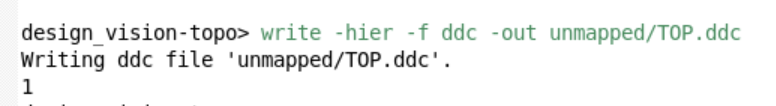 design_vision-topo> write -hier -f ddc -out unmapped/TOP.ddc
Writing ddc file 'unmapped/TOP.ddc'.
1